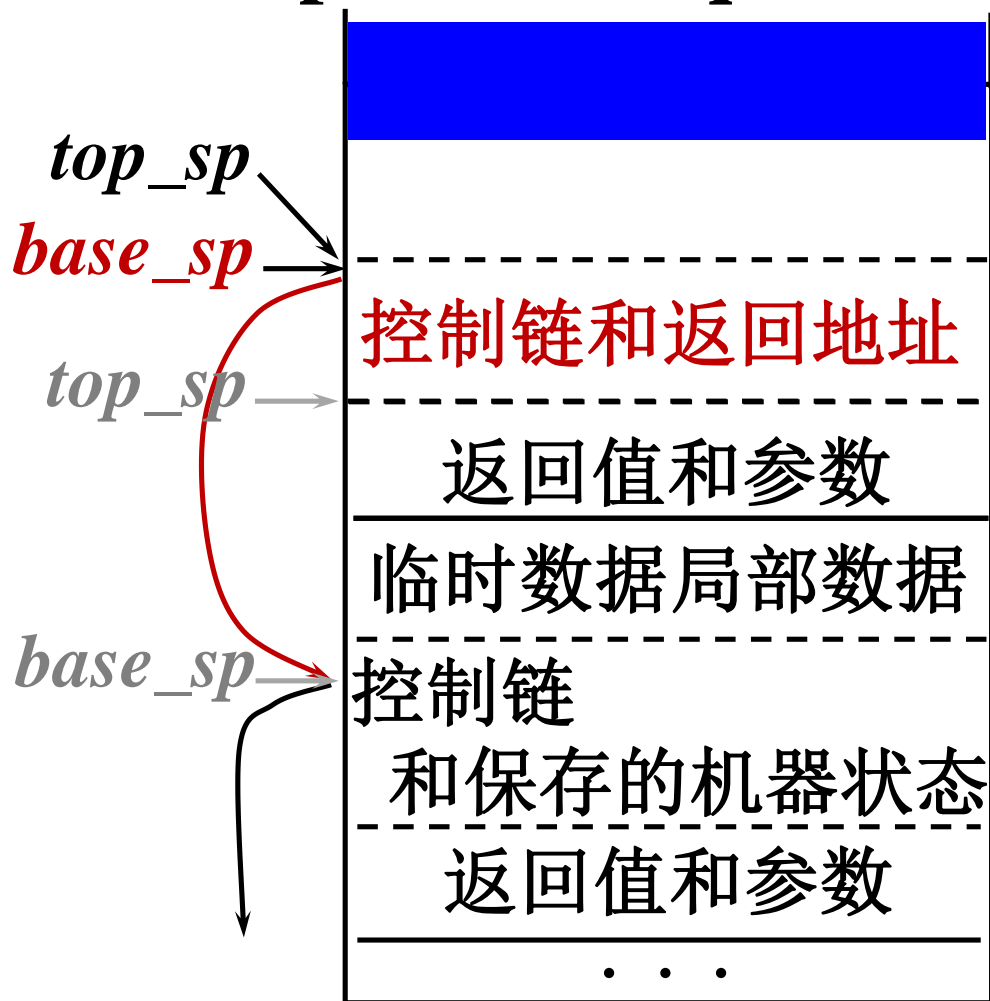 top_sp
base_sp
控制链和返回地址
top_sp
返回值和参数
临时数据局部数据
base_sp
控制链
和保存的机器状态
返回值和参数
· · ·